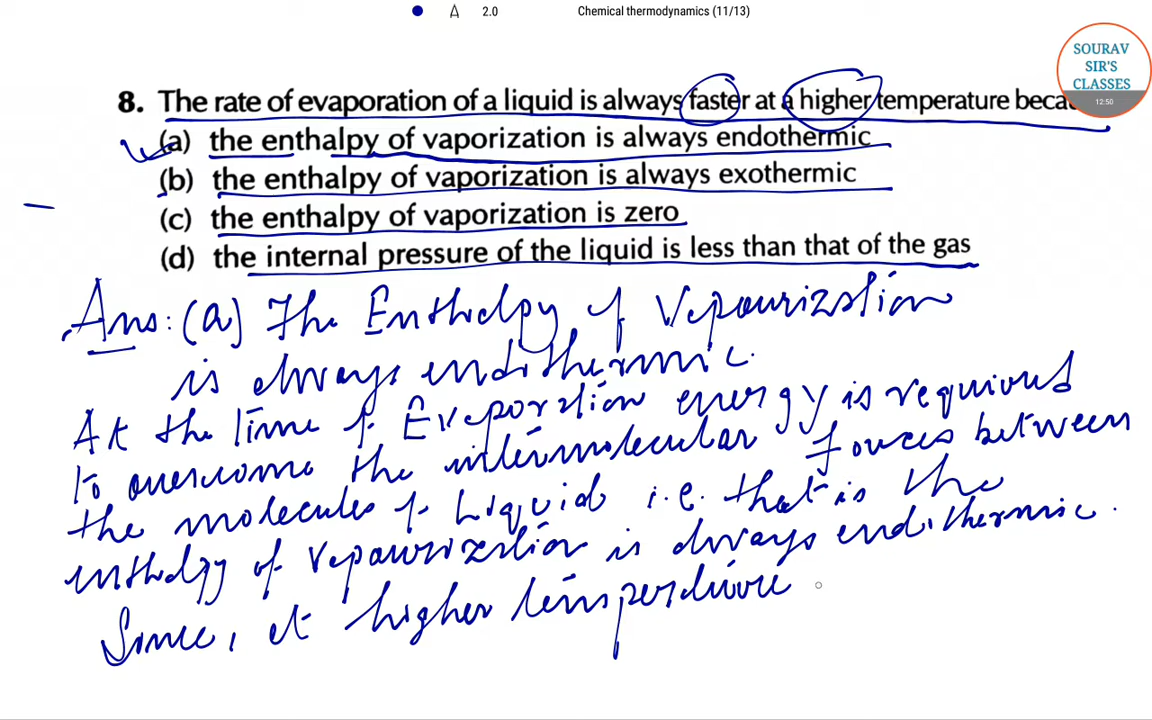 2.0 Chemical thermodynamics (11/13)
SOURAV
SIR'S
CLASSES
12:50
8. The rate of evaporation of a liquid is always faster at a higher temperature beca
(a) the enthalpy of vaporization is always endothermic
(b) the enthalpy of vaporization is always exothermic
(c) the enthalpy of vaporization is zero
(d) the internal pressure of the liquid is less than that of the gas
Ans: (a) The Enthalpy of Vapourization
is always endothermic.
At the time of Evaporation energy is required
to overcome the intermolecular forces between
the molecules of Liquid i.e. that is the
enthalpy of vapourization is always endothermic.
Since, at higher temperature